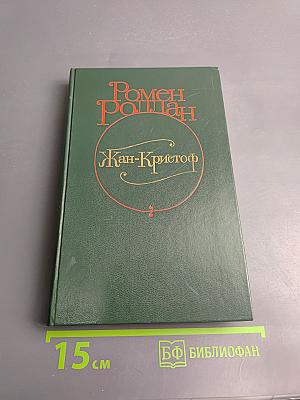 Ромен
Роллан
Жан-Кристоф
2
15 см
БФ БИБЛИОФАН